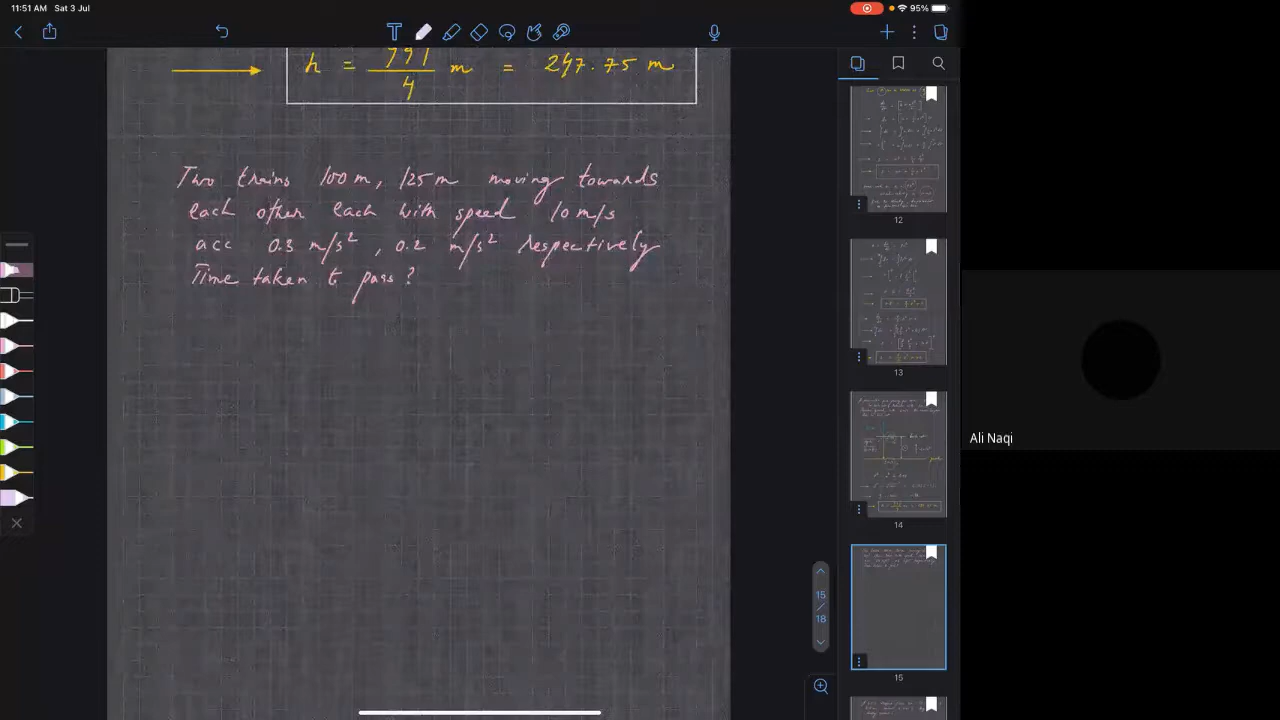 11:51 AM Sat 3 Jul
95%
h = 991/4 m = 247.75 m
Two trains 100 m, 125 m moving towards
each other each with speed 10 m/s
acc 0.3 m/s², 0.2 m/s² respectively
Time taken to pass?
12
13
14
15
15
/
18
Ali Naqi